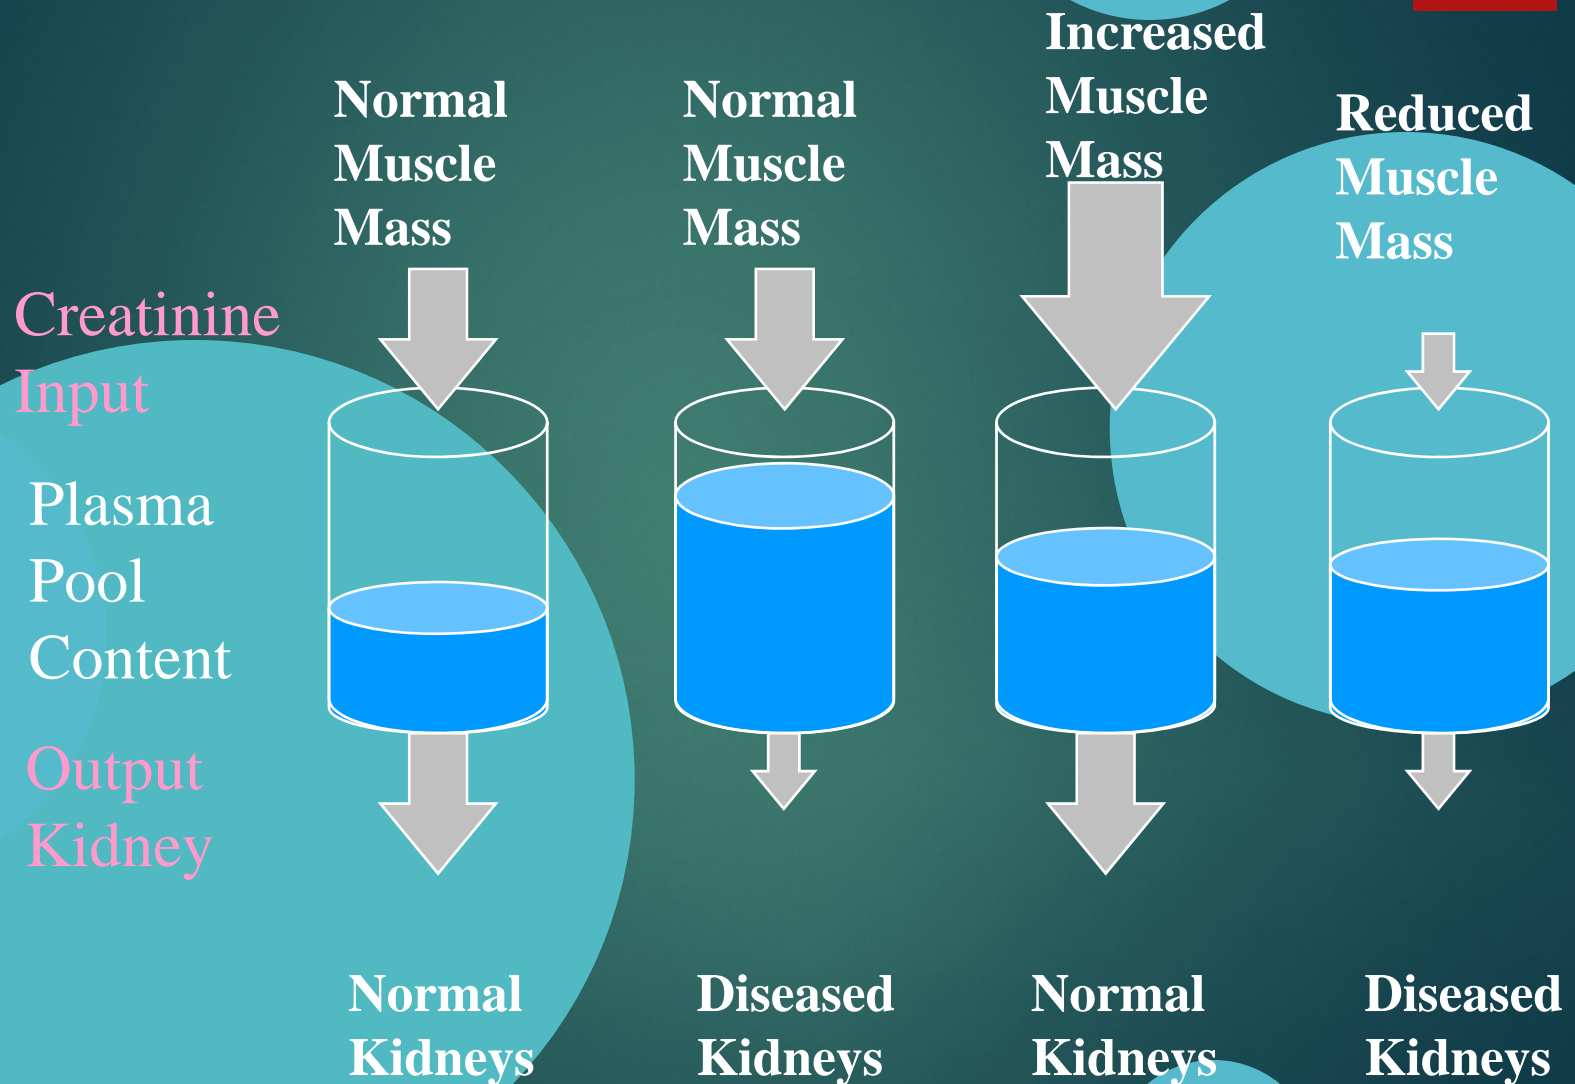 Normal
Muscle
Mass
Normal
Muscle
Mass
Increased
Muscle
Mass
Reduced
Muscle
Mass
Creatinine
Input
Plasma
Pool
Content
Output
Kidney
Normal
Kidneys
Diseased
Kidneys
Normal
Kidneys
Diseased
Kidneys